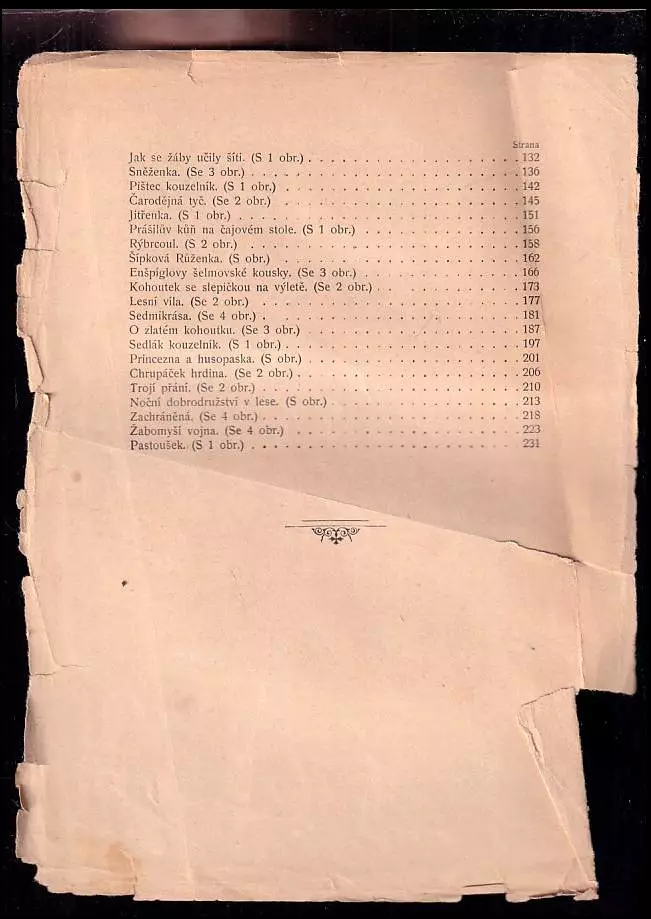 Strana
Jak se žáby učily šíti. (S 1 obr.) . . . . . . . . . . . . . . . . . . . 132
Sněženka. (Se 3 obr.) . . . . . . . . . . . . . . . . . . . . . . . . 136
Pištec kouzelník. (S 1 obr.) . . . . . . . . . . . . . . . . . . . . . 142
Čarodějná tyč. (Se 2 obr.) . . . . . . . . . . . . . . . . . . . . . 145
Jitřenka. (S 1 obr.) . . . . . . . . . . . . . . . . . . . . . . . . . 151
Prášilův kůň na čajovém stole. (S 1 obr.) . . . . . . . . . . . . . . 156
Rýbrcoul. (S 2 obr.) . . . . . . . . . . . . . . . . . . . . . . . . 158
Šípková Růženka. (S obr.) . . . . . . . . . . . . . . . . . . . . . 162
Enšpíglovy šelmovské kousky. (Se 3 obr.) . . . . . . . . . . . . . . 166
Kohoutek se slepičkou na výletě. (Se 2 obr.) . . . . . . . . . . . . . 173
Lesní víla. (Se 2 obr.) . . . . . . . . . . . . . . . . . . . . . . . 177
Sedmikrása. (Se 4 obr.) . . . . . . . . . . . . . . . . . . . . . . 181
O zlatém kohoutku. (Se 3 obr.) . . . . . . . . . . . . . . . . . . . 187
Sedlák kouzelník. (S 1 obr.) . . . . . . . . . . . . . . . . . . . . . 197
Princezna a husopaska. (S obr.) . . . . . . . . . . . . . . . . . . . 201
Chrupáček hrdina. (Se 2 obr.) . . . . . . . . . . . . . . . . . . . . 206
Trojí přání. (Se 2 obr.) . . . . . . . . . . . . . . . . . . . . . . . 210
Noční dobrodružství v lese. (S obr.) . . . . . . . . . . . . . . . . . 213
Zachráněná. (Se 4 obr.) . . . . . . . . . . . . . . . . . . . . . . . 218
Žabomyší vojna. (Se 4 obr.) . . . . . . . . . . . . . . . . . . . . 223
Pastoušek. (S 1 obr.) . . . . . . . . . . . . . . . . . . . . . . . . 231